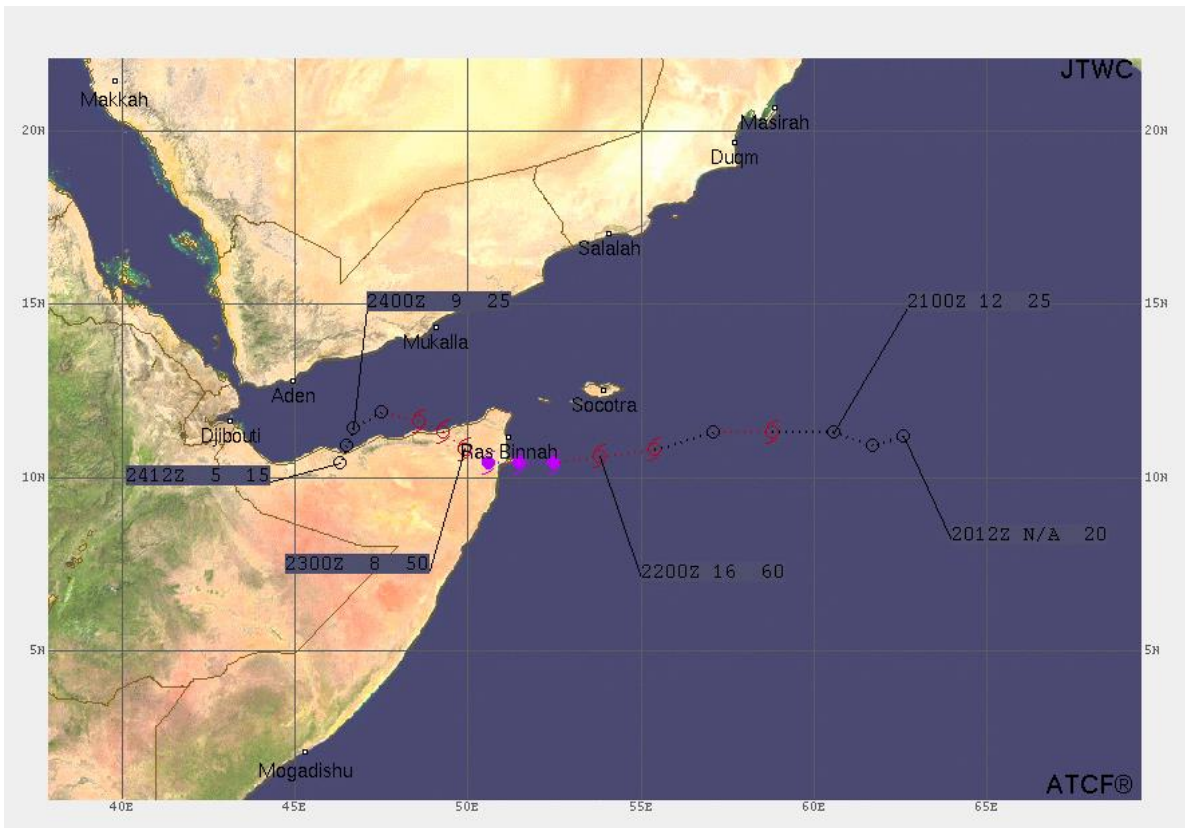 JTWC
Makkah
Masirah
20N
20N
Duqm
Salalah
2400Z 9 25
2100Z 12 25
15N
15N
Mukalla
Aden
Socotra
Djibouti
Ras Binnah
2412Z 5 15
10N
10N
2012Z N/A 20
2300Z 8 50
2200Z 16 60
5N
5N
Mogadishu
ATCF®
40E
45E
50E
55E
60E
65E